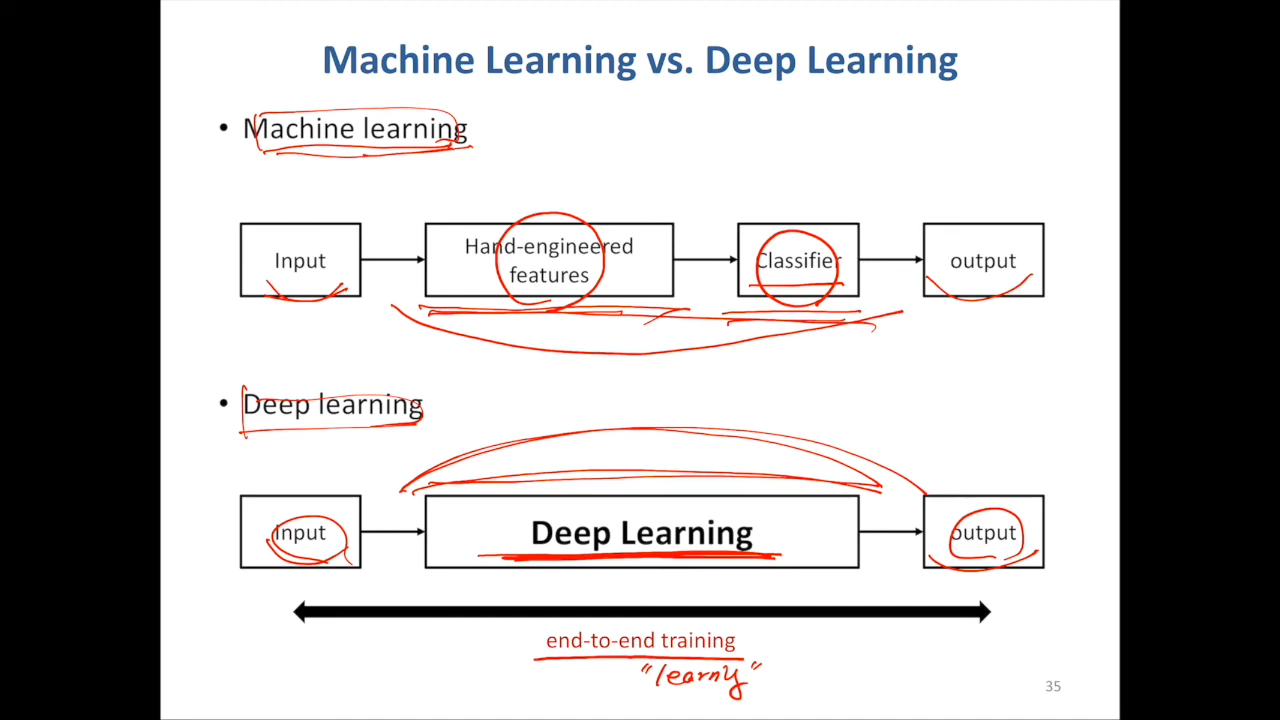 Machine Learning vs. Deep Learning
• Machine learning
Input
Hand-engineered
features
Classifier
output
• Deep learning
Input
Deep Learning
output
end-to-end training
"learny"
35